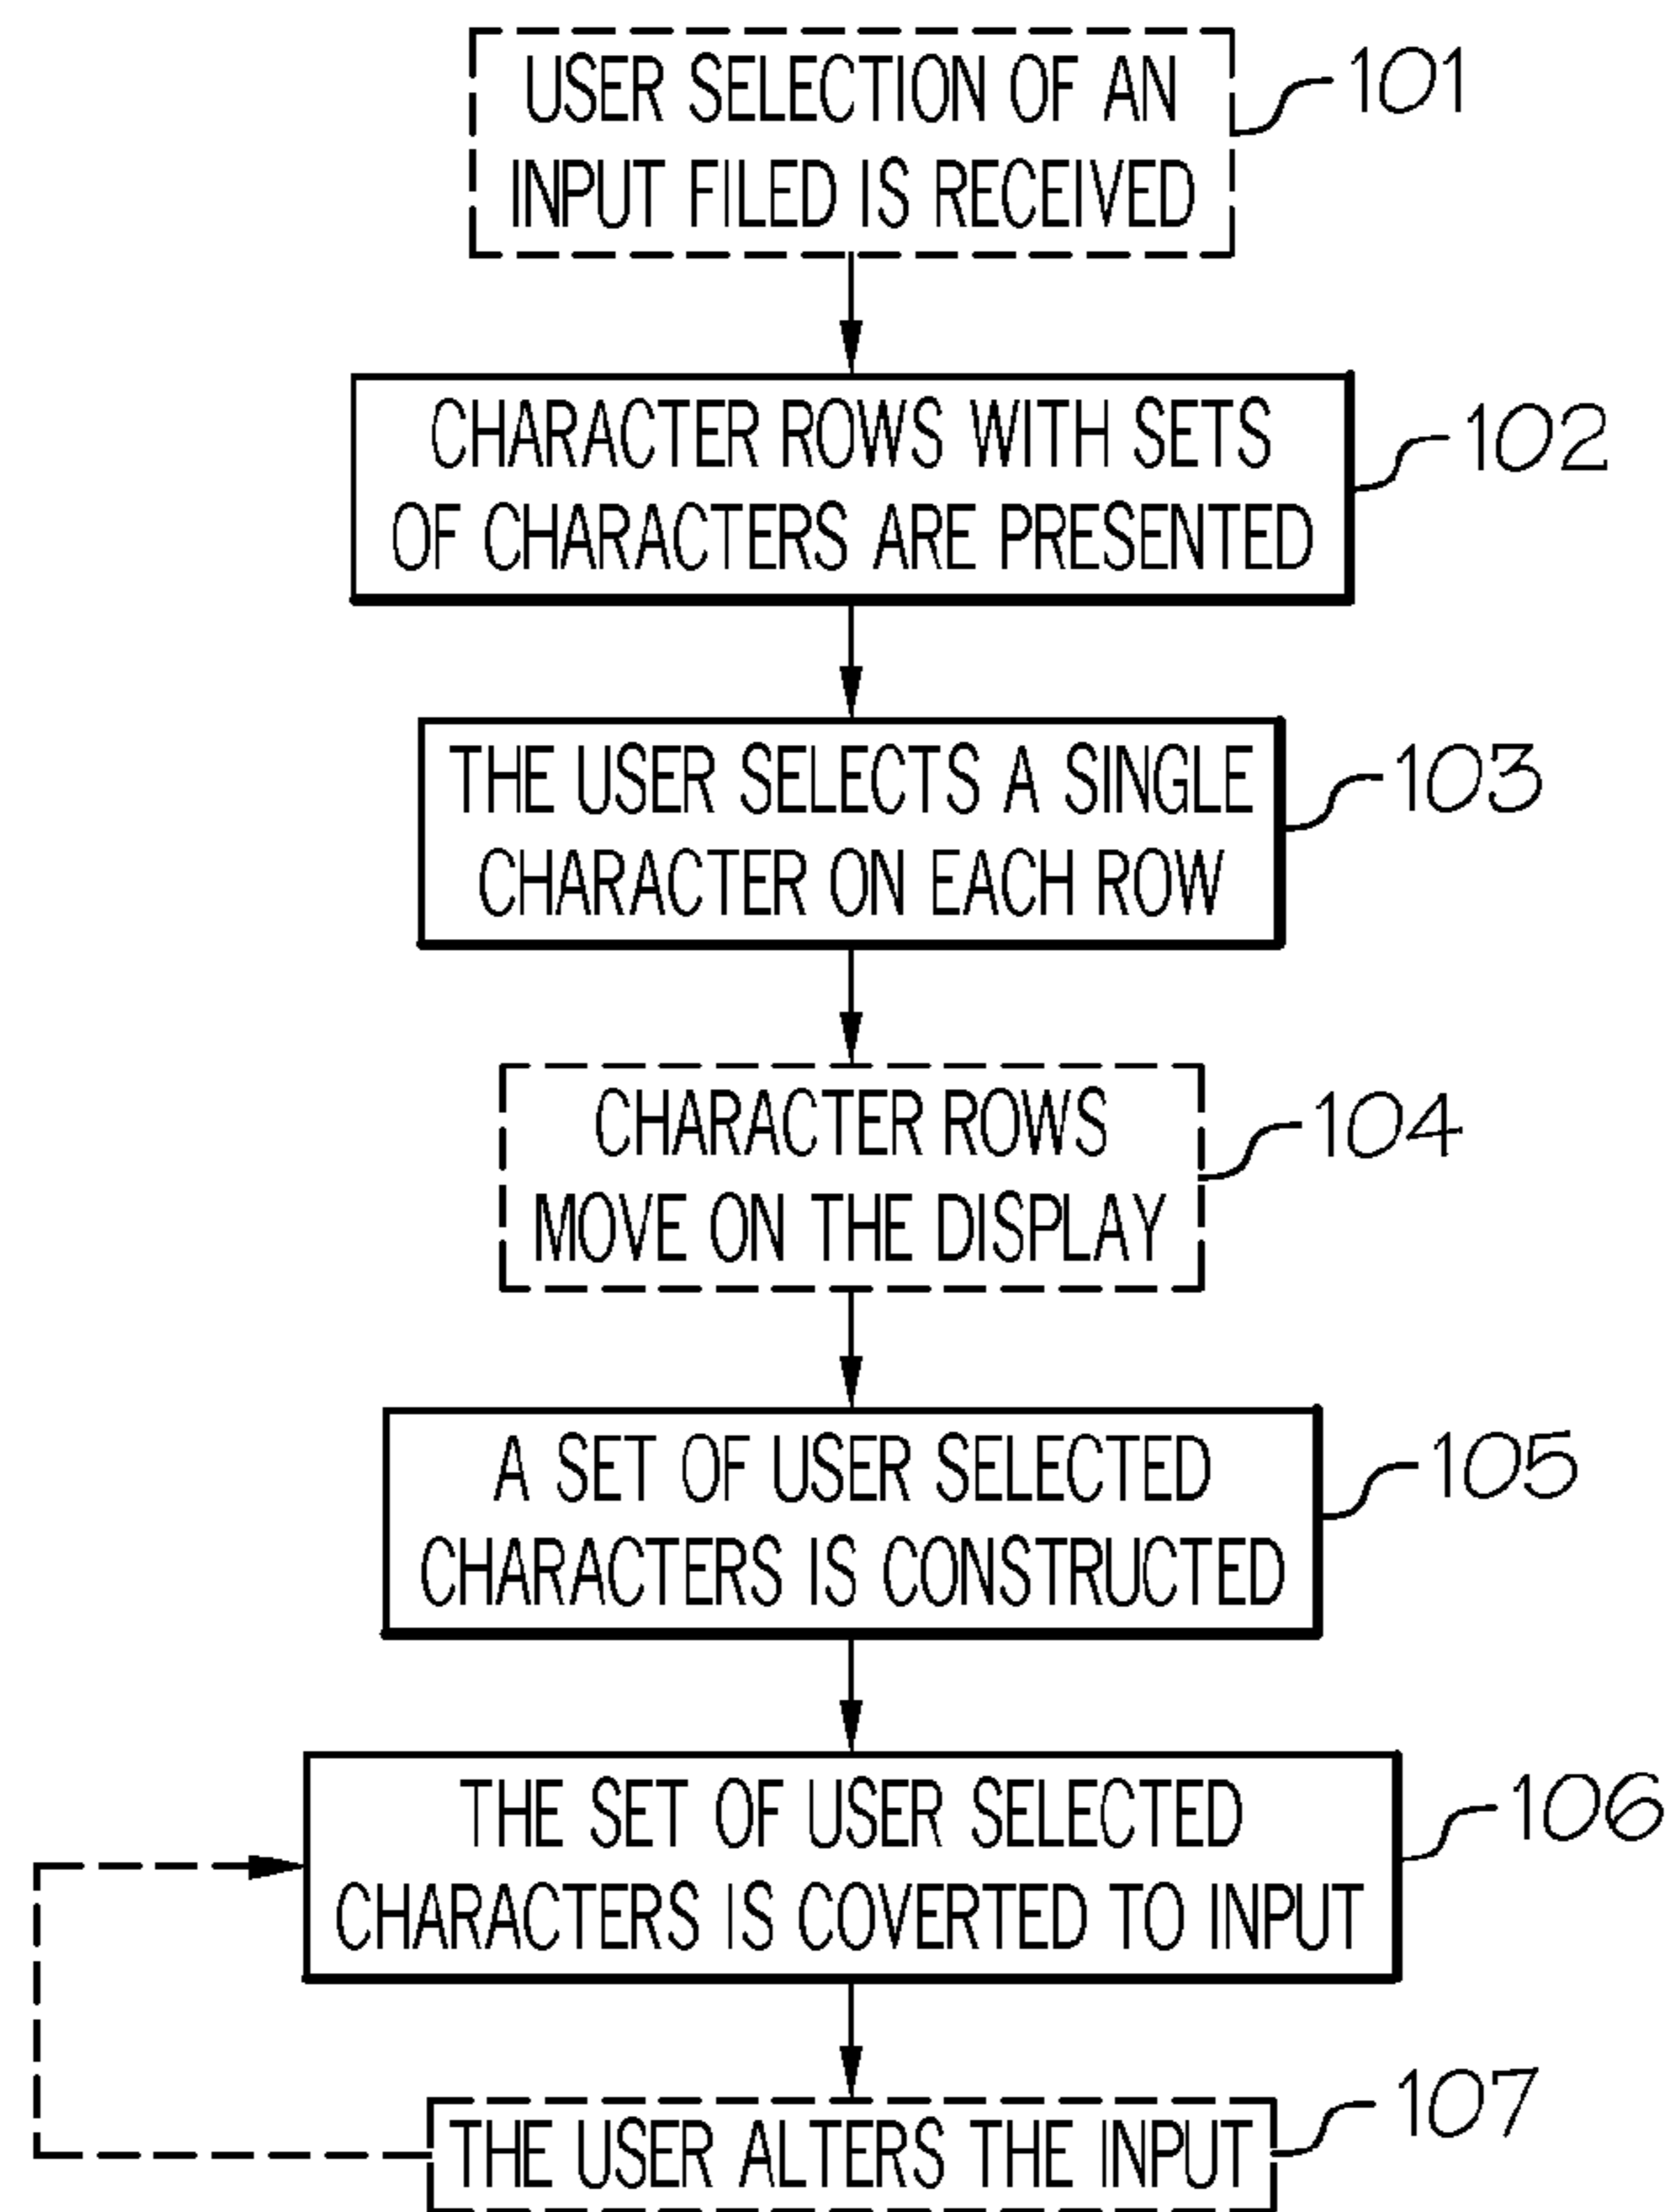 USER SELECTION OF AN
INPUT FILED IS RECEIVED
101
CHARACTER ROWS WITH SETS
OF CHARACTERS ARE PRESENTED
102
THE USER SELECTS A SINGLE
CHARACTER ON EACH ROW
103
CHARACTER ROWS
MOVE ON THE DISPLAY
104
A SET OF USER SELECTED
CHARACTERS IS CONSTRUCTED
105
THE SET OF USER SELECTED
CHARACTERS IS COVERTED TO INPUT
106
THE USER ALTERS THE INPUT
107